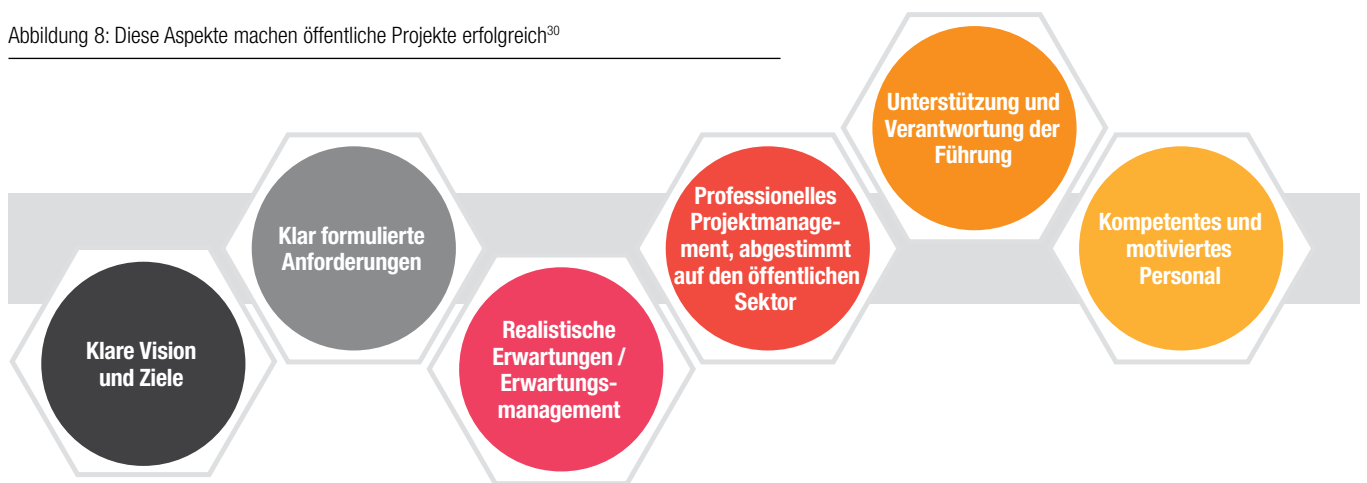 Abbildung 8: Diese Aspekte machen öffentliche Projekte erfolgreich30
Klare Vision
und Ziele
Klar formulierte
Anforderungen
Realistische
Erwartungen /
Erwartungs-
management
Professionelles
Projektmanage-
ment, abgestimmt
auf den öffentlichen
Sektor
Unterstützung und
Verantwortung der
Führung
Kompetentes und
motiviertes
Personal